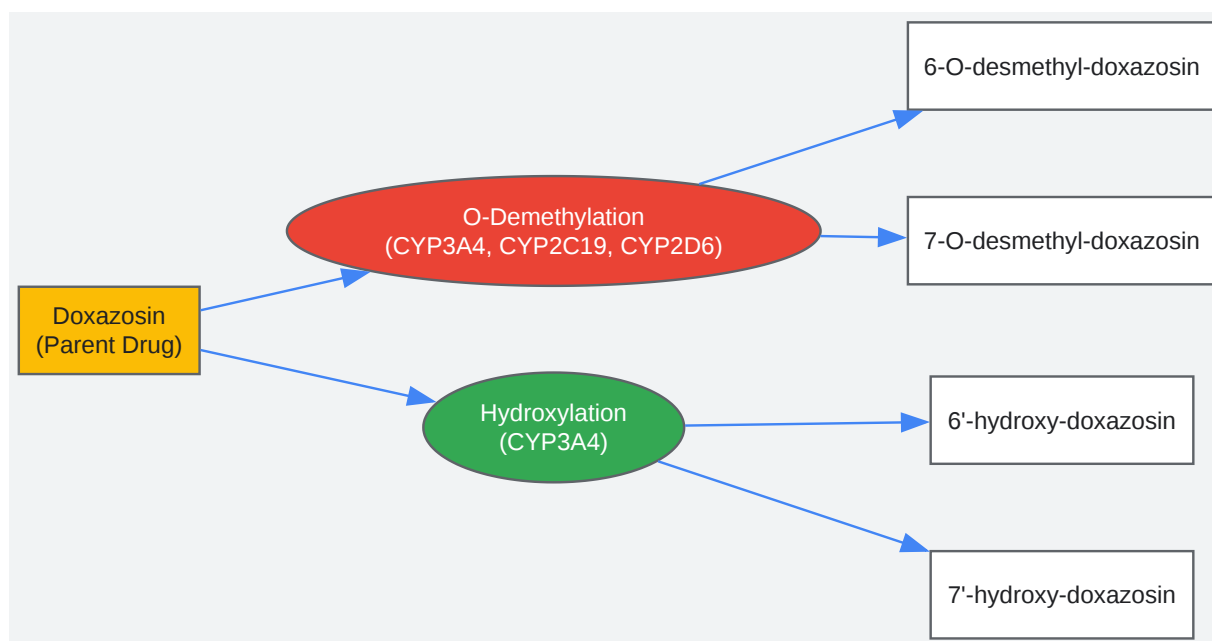 Doxazosin
(Parent Drug)
O-Demethylation
(CYP3A4, CYP2C19, CYP2D6)
Hydroxylation
(CYP3A4)
6-O-desmethyl-doxazosin
7-O-desmethyl-doxazosin
6'-hydroxy-doxazosin
7'-hydroxy-doxazosin